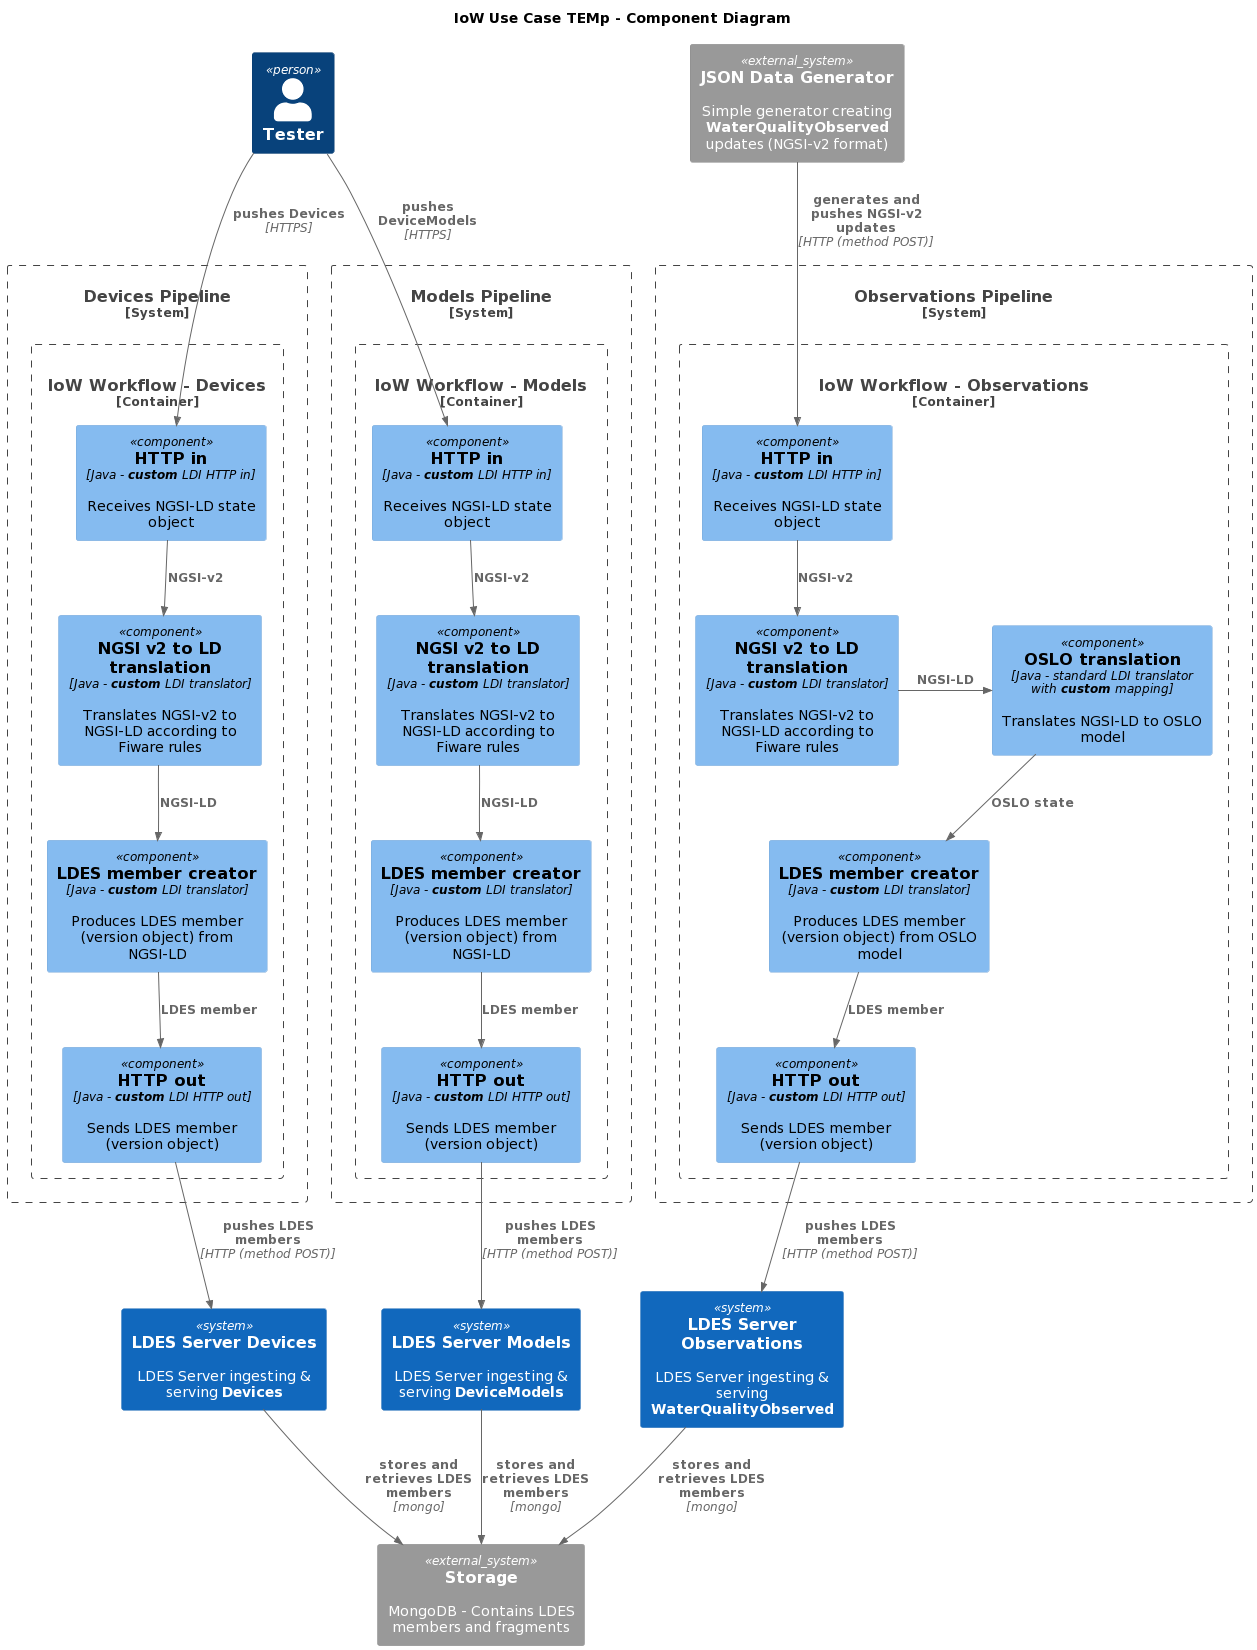 IoW Use Case TEMp - Component Diagram
«person»
Tester
«external_system»
JSON Data Generator
Simple generator creating
WaterQualityObserved
updates (NGSI-v2 format)
pushes Devices
[HTTPS]
pushes
DeviceModels
[HTTPS]
generates and
pushes NGSI-v2
updates
[HTTP (method POST)]
Devices Pipeline
[System]
IoW Workflow - Devices
[Container]
«component»
HTTP in
[Java - custom LDI HTTP in]
Receives NGSI-LD state
object
NGSI-v2
«component»
NGSI v2 to LD
translation
[Java - custom LDI translator]
Translates NGSI-v2 to
NGSI-LD according to
Fiware rules
NGSI-LD
«component»
LDES member creator
[Java - custom LDI translator]
Produces LDES member
(version object) from
NGSI-LD
LDES member
«component»
HTTP out
[Java - custom LDI HTTP out]
Sends LDES member
(version object)
Models Pipeline
[System]
IoW Workflow - Models
[Container]
«component»
HTTP in
[Java - custom LDI HTTP in]
Receives NGSI-LD state
object
NGSI-v2
«component»
NGSI v2 to LD
translation
[Java - custom LDI translator]
Translates NGSI-v2 to
NGSI-LD according to
Fiware rules
NGSI-LD
«component»
LDES member creator
[Java - custom LDI translator]
Produces LDES member
(version object) from
NGSI-LD
LDES member
«component»
HTTP out
[Java - custom LDI HTTP out]
Sends LDES member
(version object)
Observations Pipeline
[System]
IoW Workflow - Observations
[Container]
«component»
HTTP in
[Java - custom LDI HTTP in]
Receives NGSI-LD state
object
NGSI-v2
«component»
NGSI v2 to LD
translation
[Java - custom LDI translator]
Translates NGSI-v2 to
NGSI-LD according to
Fiware rules
NGSI-LD
«component»
OSLO translation
[Java - standard LDI translator
with custom mapping]
Translates NGSI-LD to OSLO
model
OSLO state
«component»
LDES member creator
[Java - custom LDI translator]
Produces LDES member
(version object) from OSLO
model
LDES member
«component»
HTTP out
[Java - custom LDI HTTP out]
Sends LDES member
(version object)
pushes LDES
members
[HTTP (method POST)]
pushes LDES
members
[HTTP (method POST)]
pushes LDES
members
[HTTP (method POST)]
«system»
LDES Server Devices
LDES Server ingesting &
serving Devices
«system»
LDES Server Models
LDES Server ingesting &
serving DeviceModels
«system»
LDES Server
Observations
LDES Server ingesting &
serving
WaterQualityObserved
stores and
retrieves LDES
members
[mongo]
stores and
retrieves LDES
members
[mongo]
stores and
retrieves LDES
members
[mongo]
«external_system»
Storage
MongoDB - Contains LDES
members and fragments